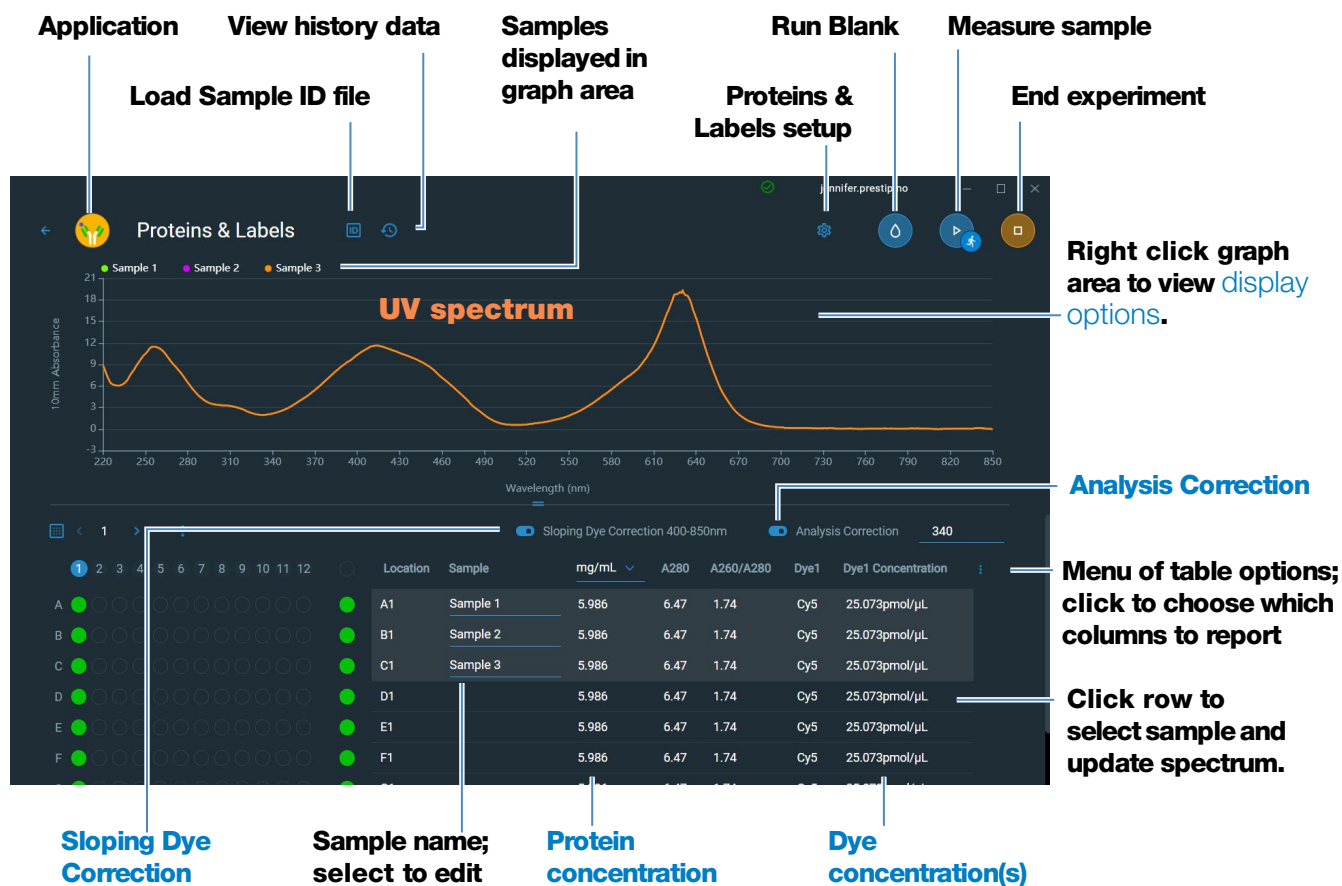 Application
View history data
Samples
displayed in
graph area
Run Blank
Measure sample
Load Sample ID file
Proteins &
Labels setup
End experiment
jennifer.prestipino
Proteins & Labels
ID
Right click graph
area to view display
options.
Sample 1 Sample 2 Sample 3
UV spectrum
10mm Absorbance
21
18
15
12
9
6
3
0
-3
220 250 280 310 340 370 400 430 460 490 520 550 580 610 640 670 700 730 760 790 820 850
Wavelength (nm)
Analysis Correction
1
Sloping Dye Correction 400-850nm
Analysis Correction 340
1 2 3 4 5 6 7 8 9 10 11 12
Location Sample mg/mL A280 A260/A280 Dye1 Dye1 Concentration
A A1 Sample 1 5.986 6.47 1.74 Cy5 25.073pmol/µL
B B1 Sample 2 5.986 6.47 1.74 Cy5 25.073pmol/µL
C C1 Sample 3 5.986 6.47 1.74 Cy5 25.073pmol/µL
D D1 5.986 6.47 1.74 Cy5 25.073pmol/µL
E E1 5.986 6.47 1.74 Cy5 25.073pmol/µL
F F1 5.986 6.47 1.74 Cy5 25.073pmol/µL
Menu of table options;
click to choose which
columns to report
Click row to
select sample and
update spectrum.
Sloping Dye
Correction
Sample name;
select to edit
Protein
concentration
Dye
concentration(s)